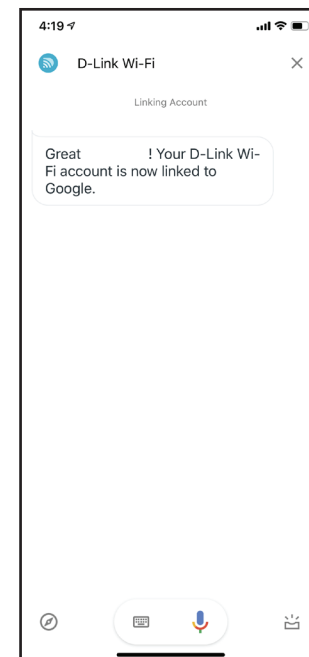 4:19
D-Link Wi-Fi
Linking Account
Great ! Your D-Link Wi-
Fi account is now linked to
Google.